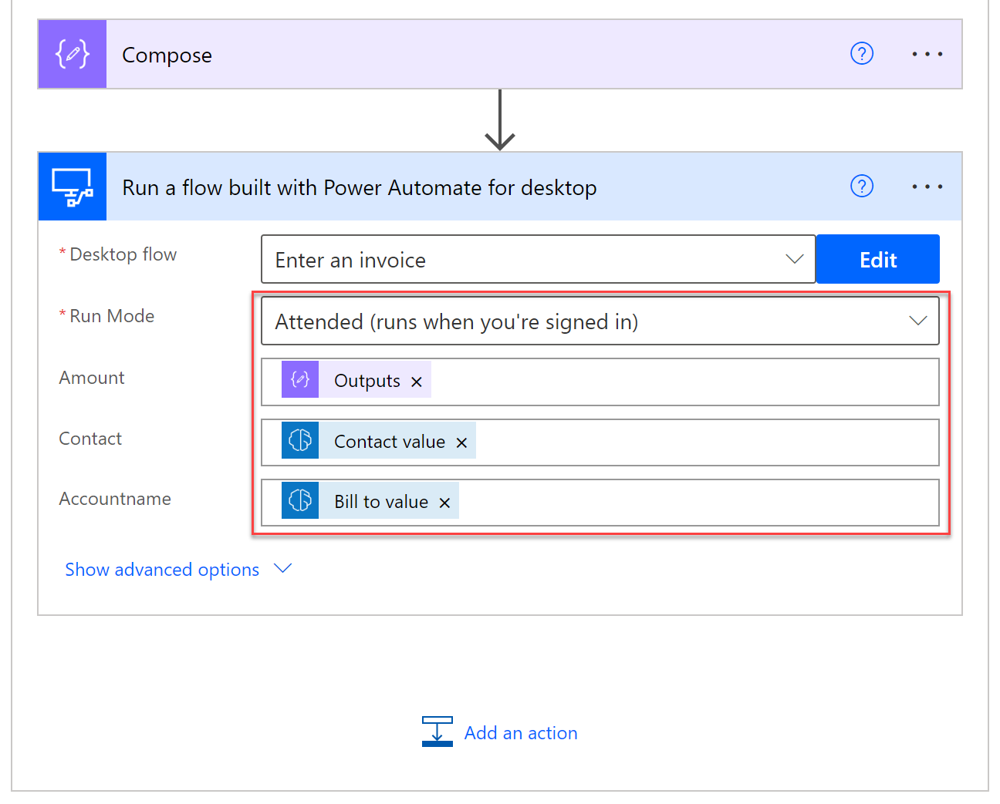 Compose
Run a flow built with Power Automate for desktop
* Desktop flow
Enter an invoice
Edit
* Run Mode
Attended (runs when you're signed in)
Amount
Outputs
Contact
Contact value
Accountname
Bill to value
Show advanced options
Add an action